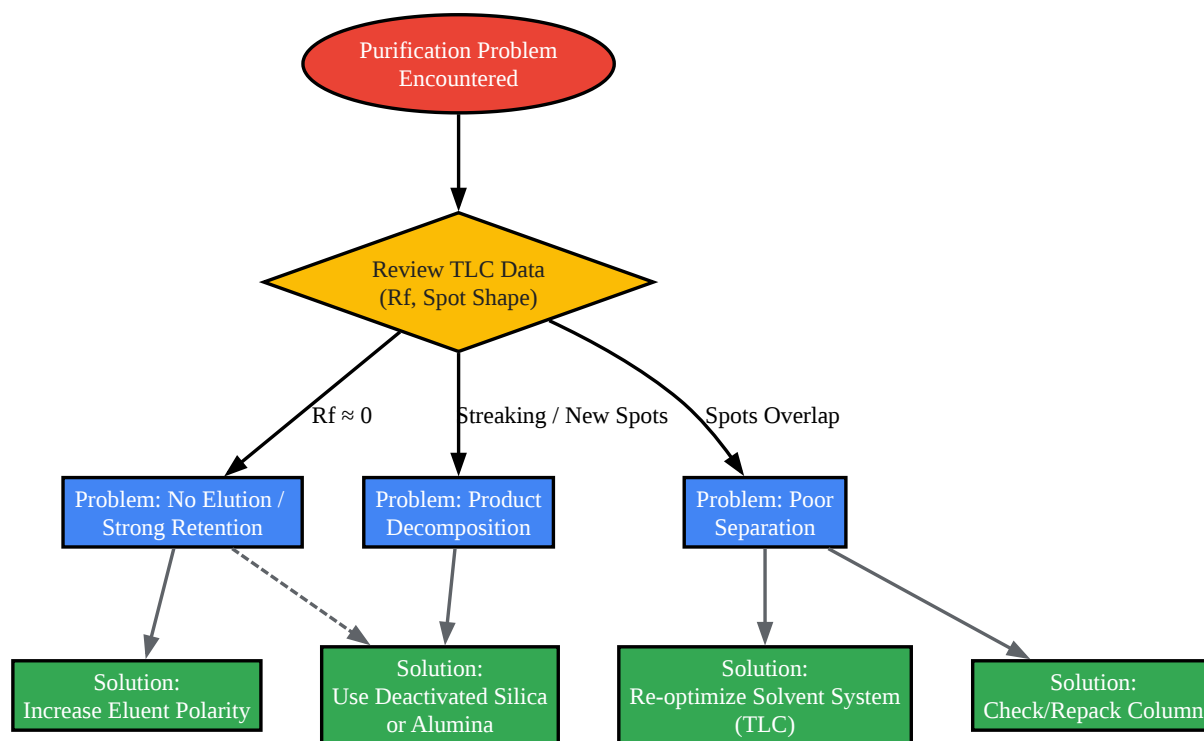 Purification Problem
Encountered
Review TLC Data
(Rf, Spot Shape)
Rf ≈ 0
Streaking / New Spots
Spots Overlap
Problem: No Elution /
Strong Retention
Problem: Product
Decomposition
Problem: Poor
Separation
Solution:
Increase Eluent Polarity
Solution:
Use Deactivated Silica
or Alumina
Solution:
Re-optimize Solvent System
(TLC)
Solution:
Check/Repack Column